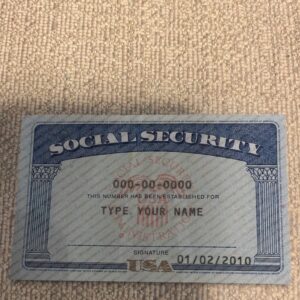 SOCIAL SECURITY
000-00-0000
THIS NUMBER HAS BEEN ESTABLISHED FOR
TYPE YOUR NAME
SIGNATURE
01/02/2010
USA